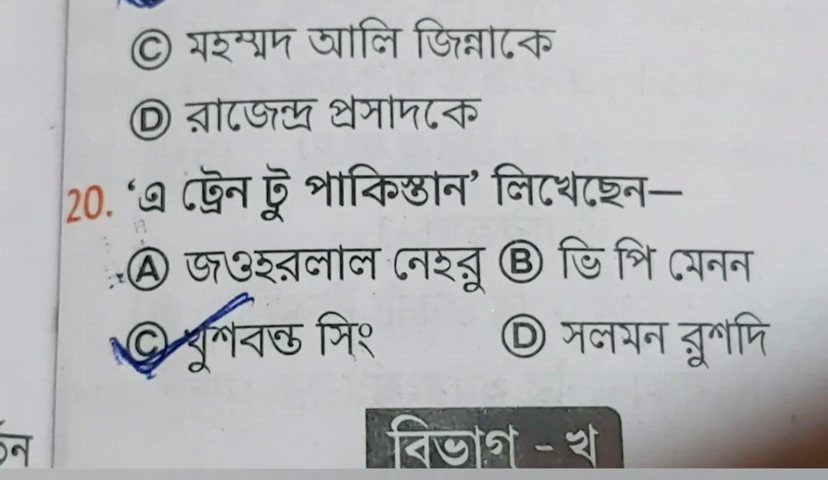 Ⓒ মহম্মদ আলি জিন্নাকে
Ⓓ রাজেন্দ্র প্রসাদকে
20. ‘এ ট্রেন টু পাকিস্তান’ লিখেছেন—
Ⓐ জওহরলাল নেহরু Ⓑ ভি পি মেনন
Ⓒ খুশবন্ত সিং Ⓓ সলমন রুশদি
বিভাগ - খ